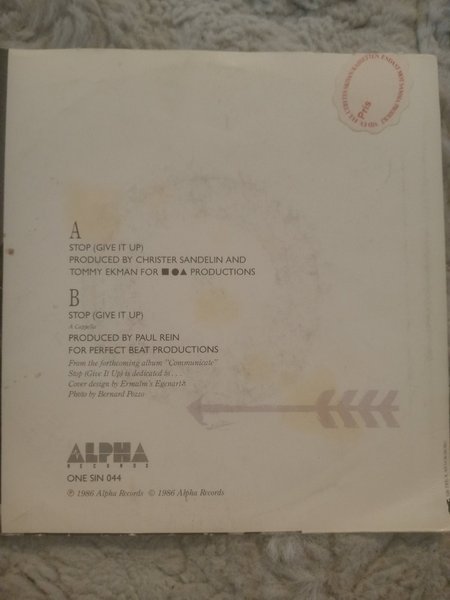 Pris
A
STOP (GIVE IT UP)
PRODUCED BY CHRISTER SANDELIN AND
TOMMY EKMAN FOR ■●▲ PRODUCTIONS
B
STOP (GIVE IT UP)
A Cappella
PRODUCED BY PAUL REIN
FOR PERFECT BEAT PRODUCTIONS
From the forthcoming album "Communicate"
Stop (Give It Up) is dedicated to . .
Cover design by Ermalm's Egenart
Photo by Bernard Pozzo
ALPHA
RECORDS
ONE SIN 044
℗ 1986 Alpha Records © 1986 Alpha Records